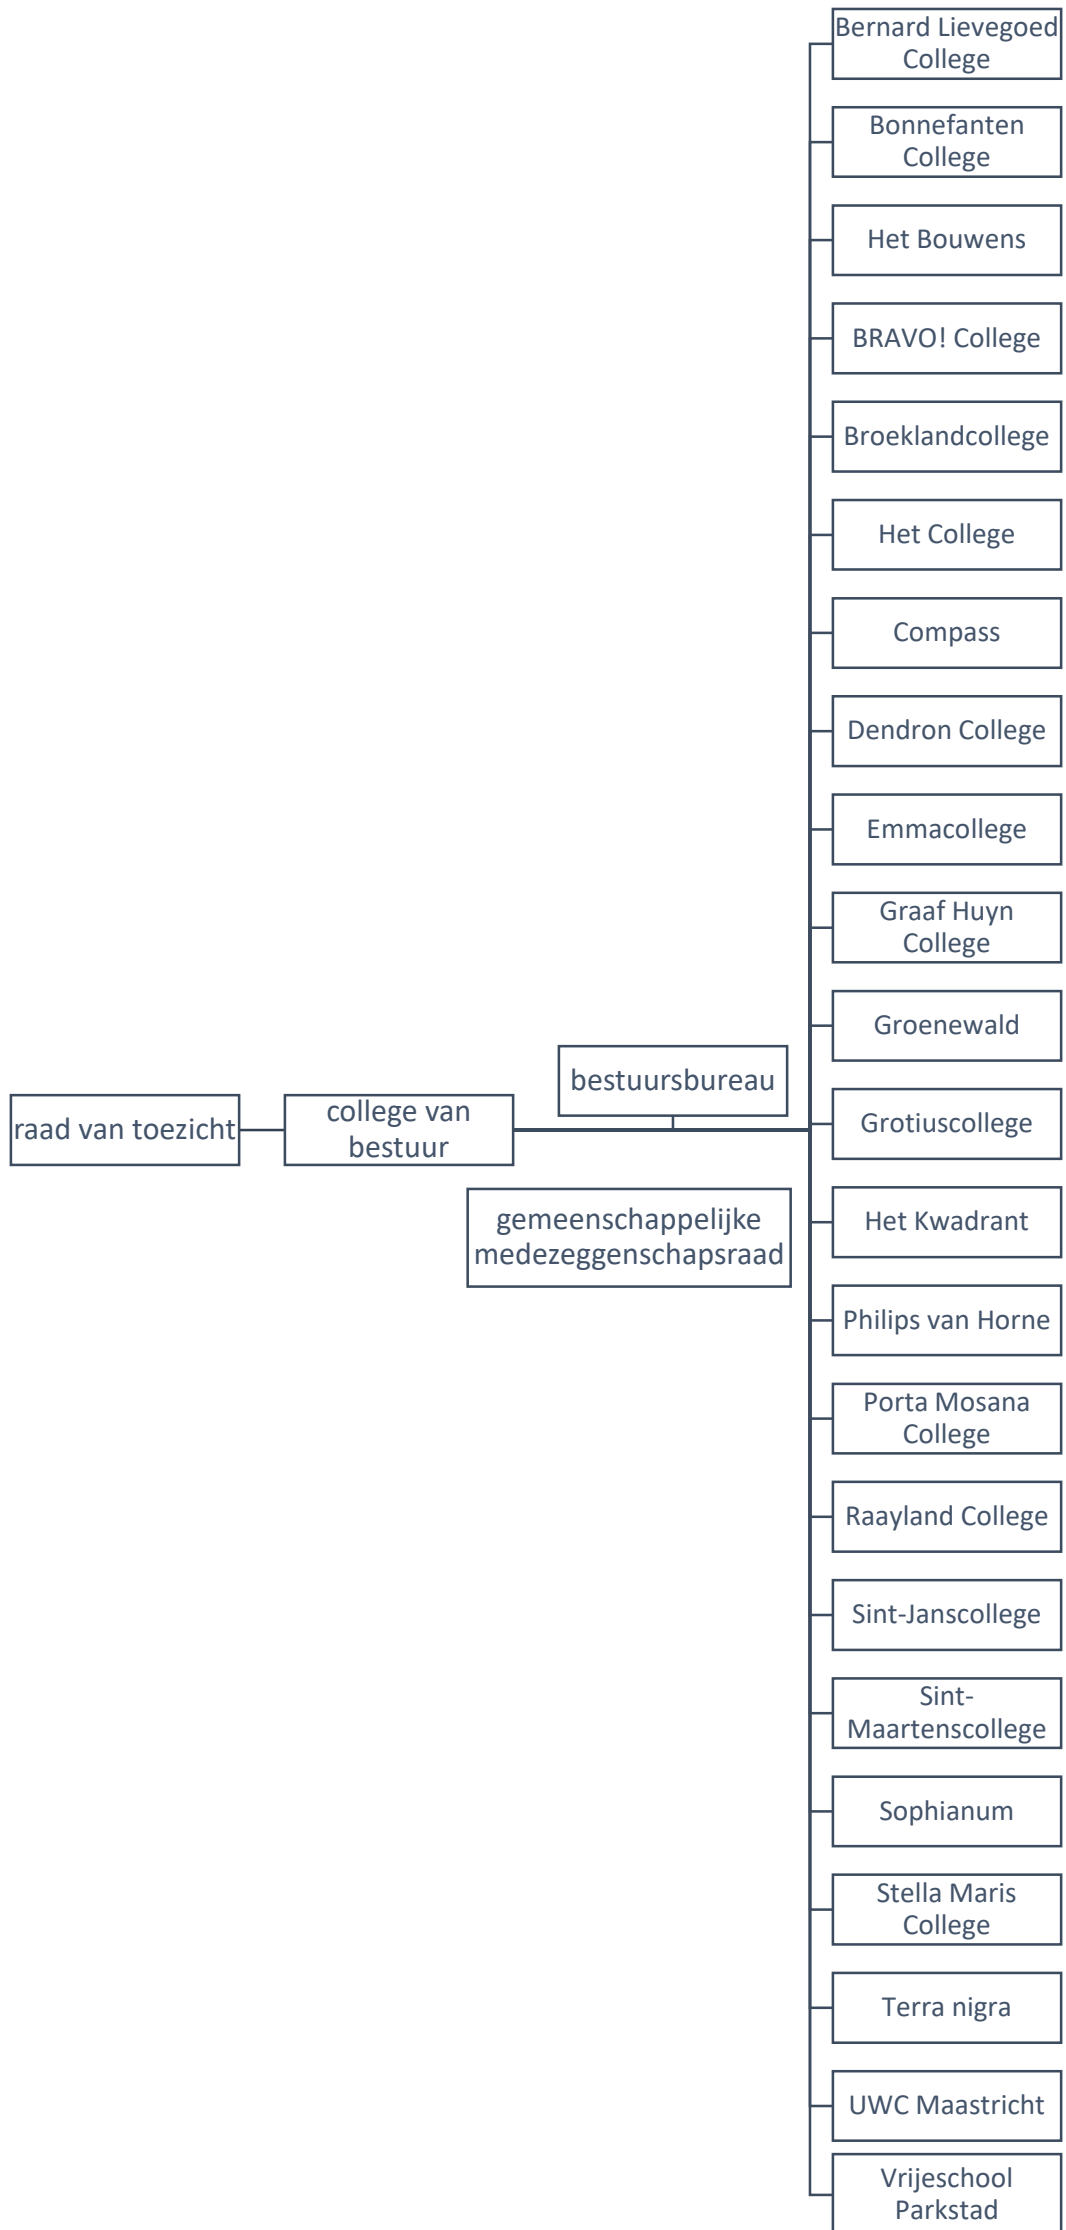 Bernard Lievegoed
College
Bonnefanten
College
Het Bouwens
BRAVO! College
Broeklandcollege
Het College
Compass
Dendron College
Emmacollege
Graaf Huyn
College
Groenewald
bestuursbureau
raad van toezicht
college van
bestuur
Grotiuscollege
gemeenschappelijke
medezeggenschapsraad
Het Kwadrant
Philips van Horne
Porta Mosana
College
Raayland College
Sint-Janscollege
Sint-
Maartenscollege
Sophianum
Stella Maris
College
Terra nigra
UWC Maastricht
Vrijeschool
Parkstad